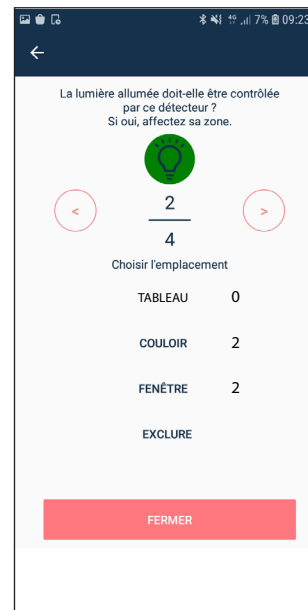 7% 09:23
La lumière allumée doit-elle être contrôlée
par ce détecteur ?
Si oui, affectez sa zone.
< 2 >
4
Choisir l'emplacement
TABLEAU 0
COULOIR 2
FENÊTRE 2
EXCLURE
FERMER